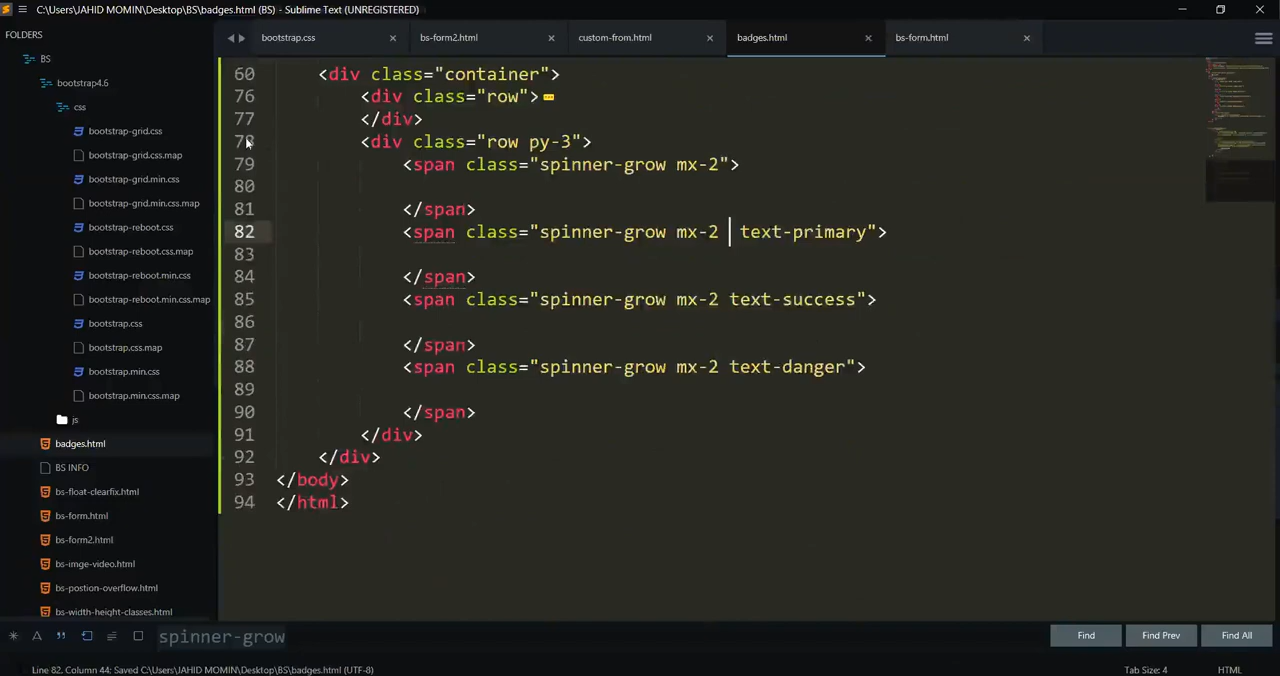 C:\Users\JAHID MOMIN\Desktop\BS\badges.html (BS) - Sublime Text (UNREGISTERED)
FOLDERS
BS
bootstrap4.6
css
bootstrap-grid.css
bootstrap-grid.css.map
bootstrap-grid.min.css
bootstrap-grid.min.css.map
bootstrap-reboot.css
bootstrap-reboot.css.map
bootstrap-reboot.min.css
bootstrap-reboot.min.css.map
bootstrap.css
bootstrap.css.map
bootstrap.min.css
bootstrap.min.css.map
js
badges.html
BS INFO
bs-float-clearfix.html
bs-form.html
bs-form2.html
bs-imge-video.html
bs-postion-overflow.html
bs-width-height-classes.html
bootstrap.css
bs-form2.html
custom-from.html
badges.html
bs-form.html
60 <div class="container">
76 <div class="row">
77 </div>
78 <div class="row py-3">
79 <span class="spinner-grow mx-2">
80
81 </span>
82 <span class="spinner-grow mx-2  text-primary">
83
84 </span>
85 <span class="spinner-grow mx-2 text-success">
86
87 </span>
88 <span class="spinner-grow mx-2 text-danger">
89
90 </span>
91 </div>
92 </div>
93 </body>
94 </html>
spinner-grow
Find
Find Prev
Find All
Line 82, Column 44; Saved C:\Users\JAHID MOMIN\Desktop\BS\badges.html (UTF-8)
Tab Size: 4
HTML